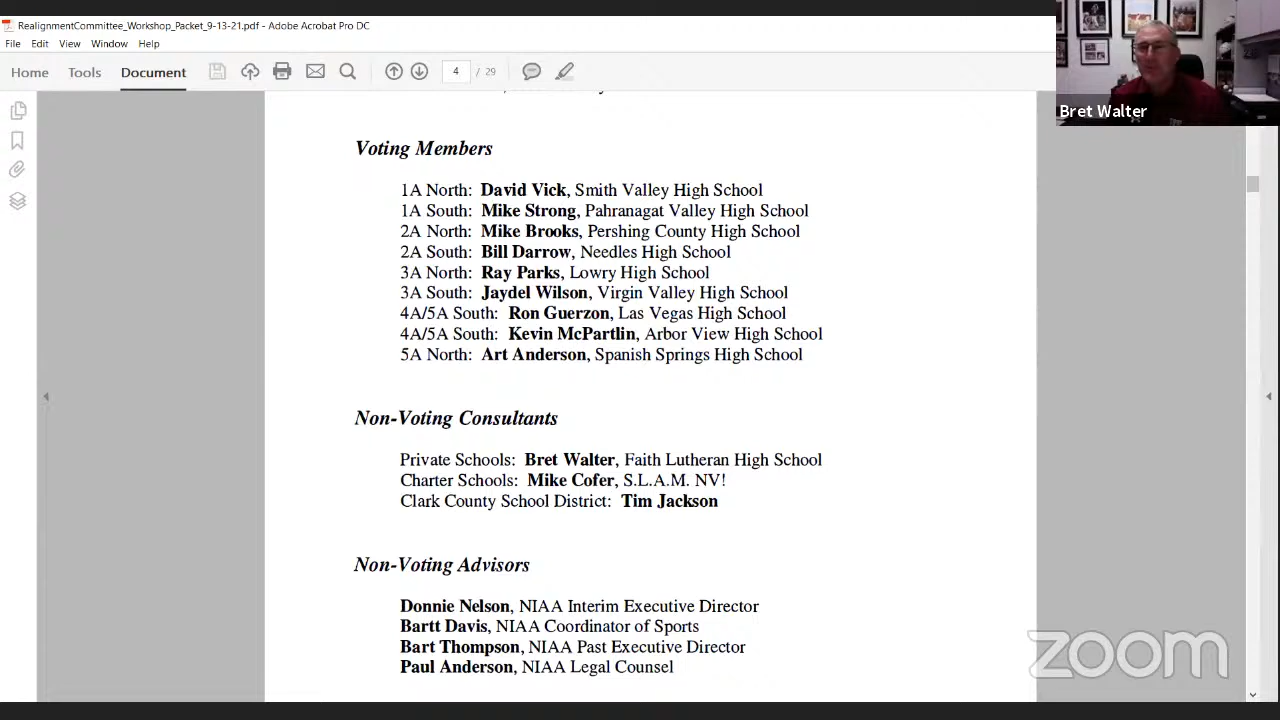 RealignmentCommittee_Workshop_Packet_9-13-21.pdf - Adobe Acrobat Pro DC
File Edit View Window Help
Home Tools Document 4 / 29
Bret Walter
Voting Members
1A North: David Vick, Smith Valley High School
1A South: Mike Strong, Pahranagat Valley High School
2A North: Mike Brooks, Pershing County High School
2A South: Bill Darrow, Needles High School
3A North: Ray Parks, Lowry High School
3A South: Jaydel Wilson, Virgin Valley High School
4A/5A South: Ron Guerzon, Las Vegas High School
4A/5A South: Kevin McPartlin, Arbor View High School
5A North: Art Anderson, Spanish Springs High School
Non-Voting Consultants
Private Schools: Bret Walter, Faith Lutheran High School
Charter Schools: Mike Cofer, S.L.A.M. NV!
Clark County School District: Tim Jackson
Non-Voting Advisors
Donnie Nelson, NIAA Interim Executive Director
Bartt Davis, NIAA Coordinator of Sports
Bart Thompson, NIAA Past Executive Director
Paul Anderson, NIAA Legal Counsel
zoom